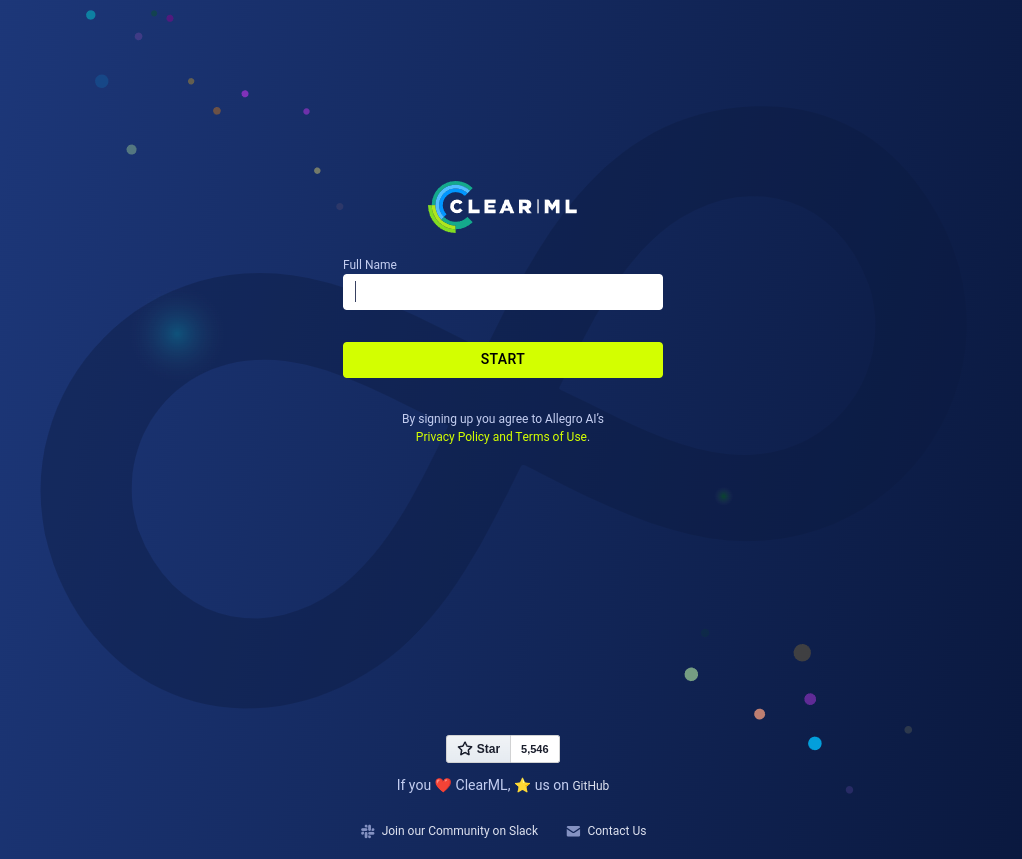 CLEAR|ML
Full Name
START
By signing up you agree to Allegro AI's
Privacy Policy and Terms of Use.
Star 5,546
If you ❤️ ClearML, ⭐ us on GitHub
Join our Community on Slack Contact Us